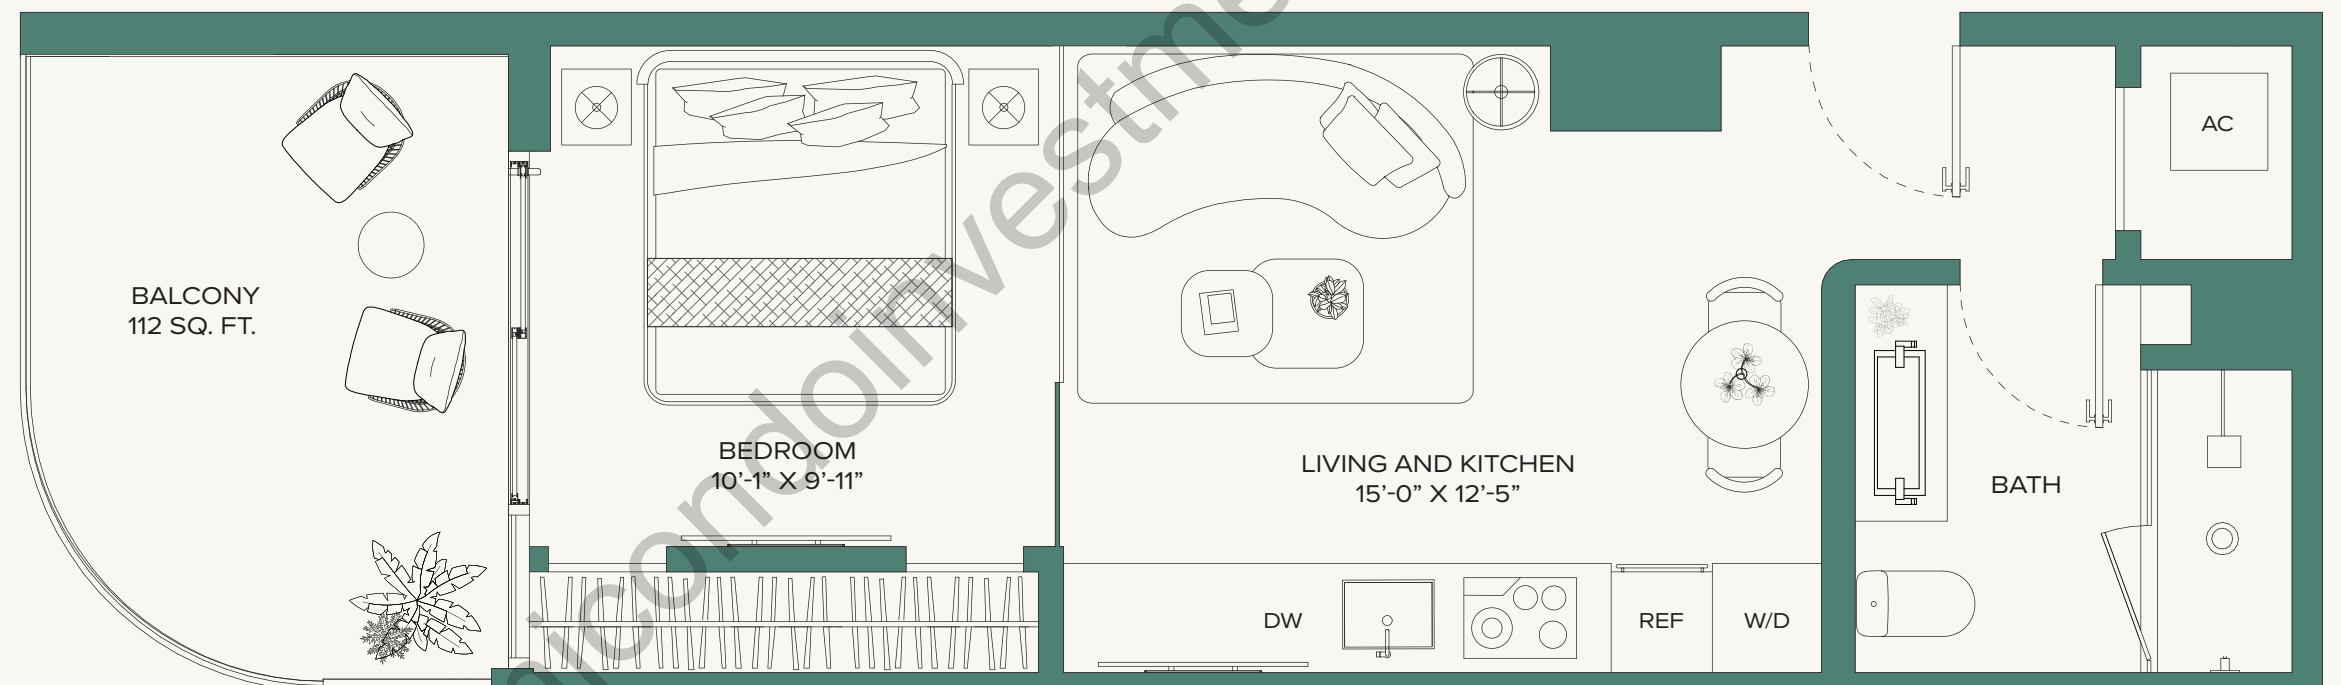 BALCONY
112 SQ. FT.
BEDROOM
10’-1” X 9’-11”
LIVING AND KITCHEN
15’-0” X 12’-5”
AC
BATH
DW
REF
W/D
nicondoinvestme